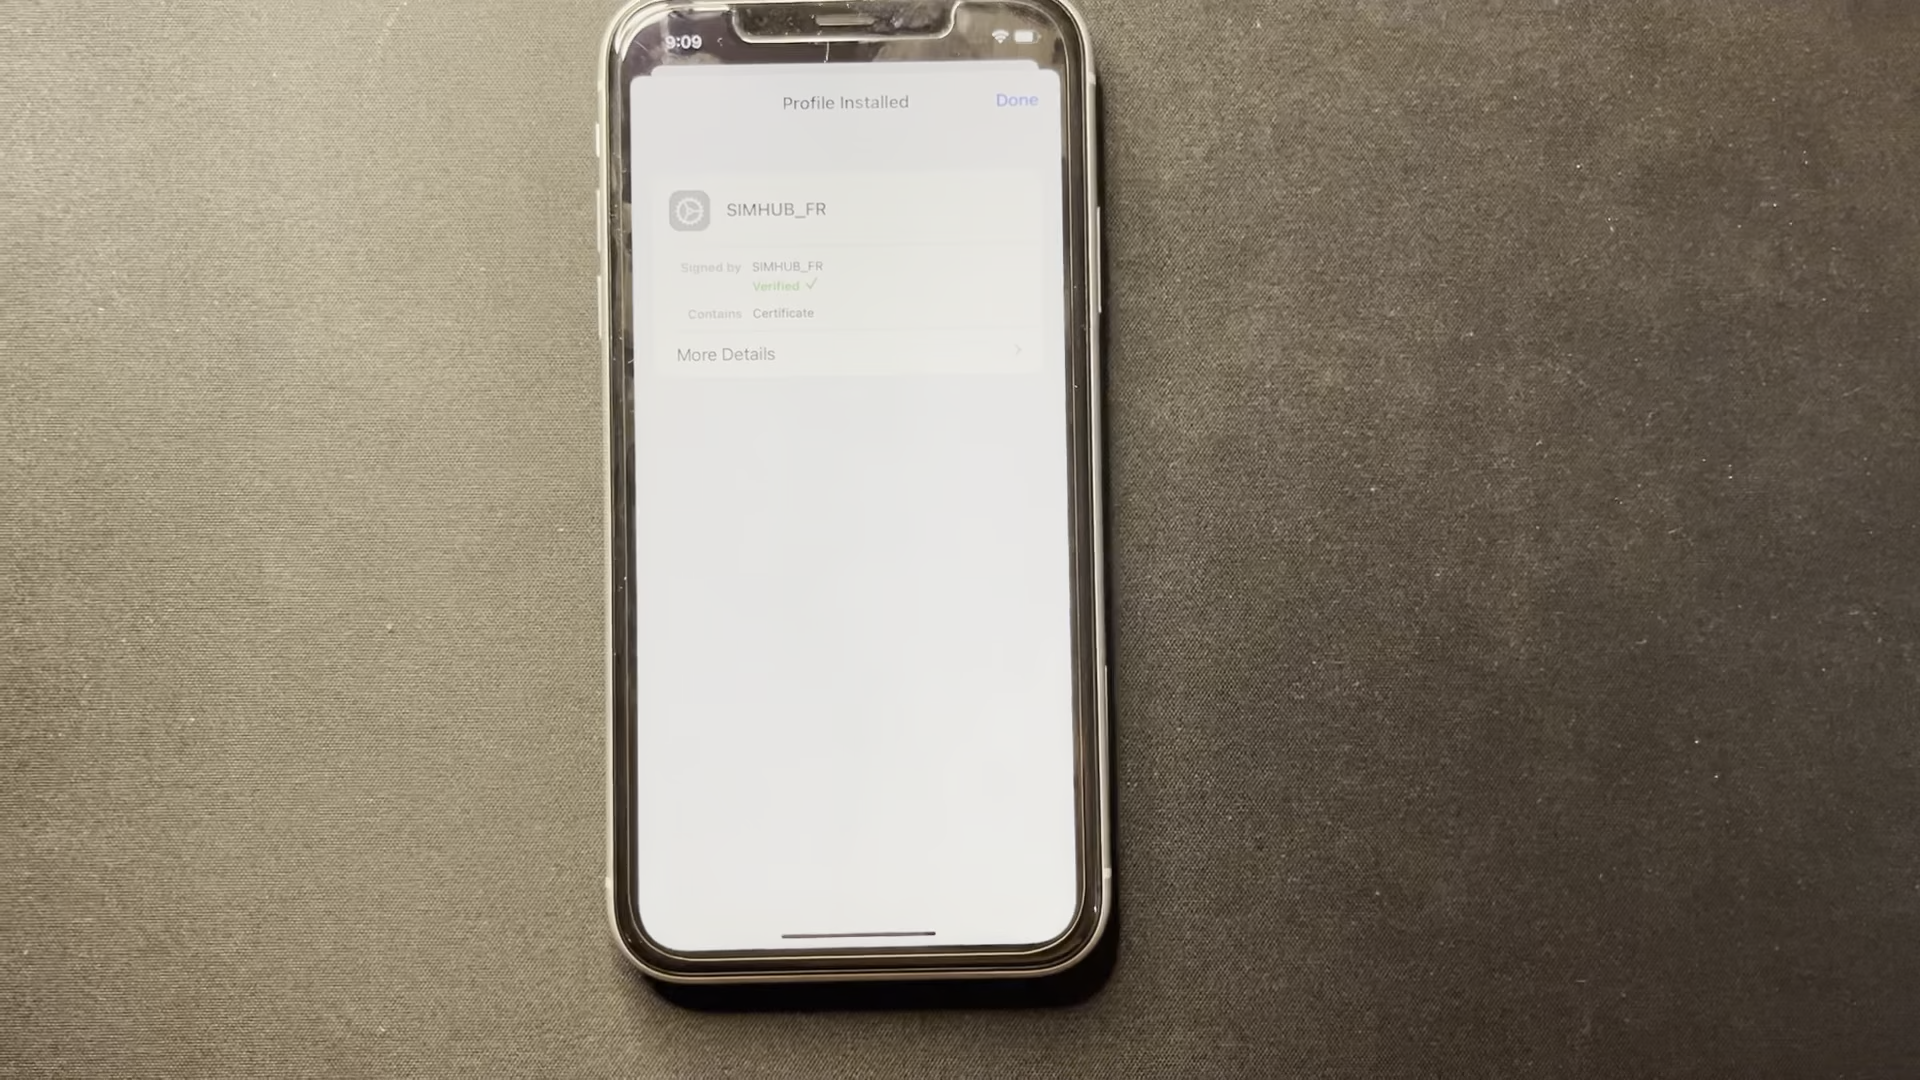 9:09
Profile Installed
Done
SIMHUB_FR
Signed by SIMHUB_FR
Verified ✓
Contains Certificate
More Details